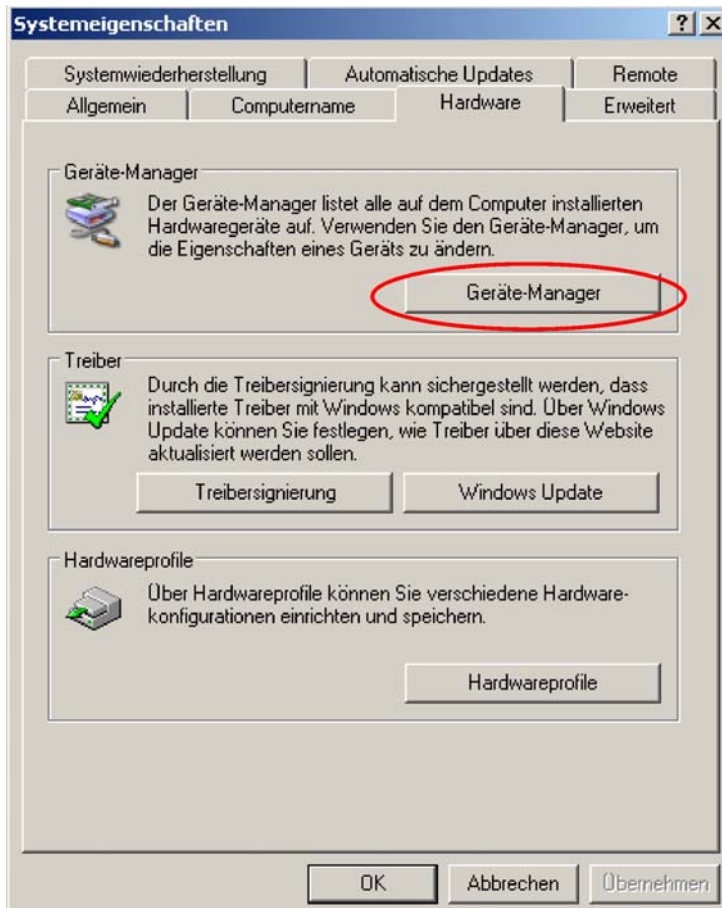 Systemeigenschaften
Systemwiederherstellung Automatische Updates Remote
Allgemein Computername Hardware Erweitert
Geräte-Manager
Der Geräte-Manager listet alle auf dem Computer installierten
Hardwaregeräte auf. Verwenden Sie den Geräte-Manager, um
die Eigenschaften eines Geräts zu ändern.
Geräte-Manager
Treiber
Durch die Treibersignierung kann sichergestellt werden, dass
installierte Treiber mit Windows kompatibel sind. Über Windows
Update können Sie festlegen, wie Treiber über diese Website
aktualisiert werden sollen.
Treibersignierung Windows Update
Hardwareprofile
Über Hardwareprofile können Sie verschiedene Hardware-
konfigurationen einrichten und speichern.
Hardwareprofile
OK Abbrechen Übernehmen